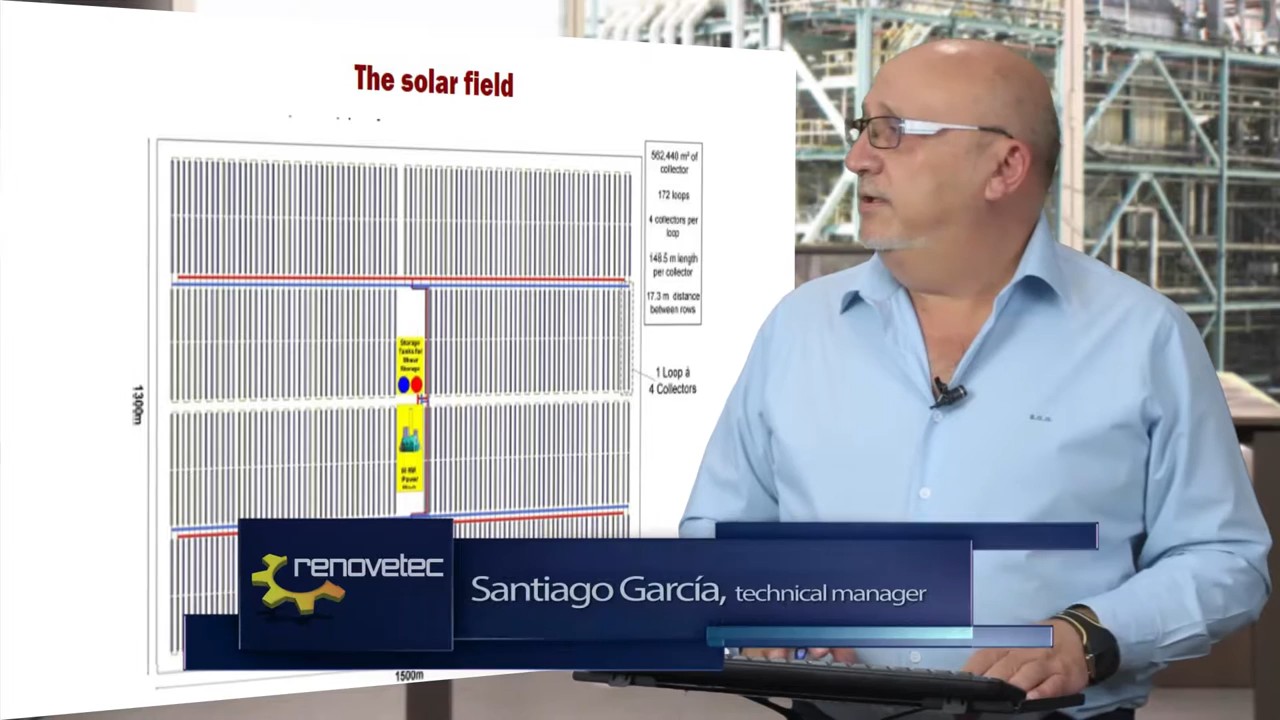 The solar field
562,440 m² of
collector
172 loops
4 collectors per
loop
148.5 m length
per collector
17.3 m distance
between rows
Storage
Tanks for
Storage
1 Loop á
4 Collectors
1300m
1500m
renovetec
Santiago García, technical manager